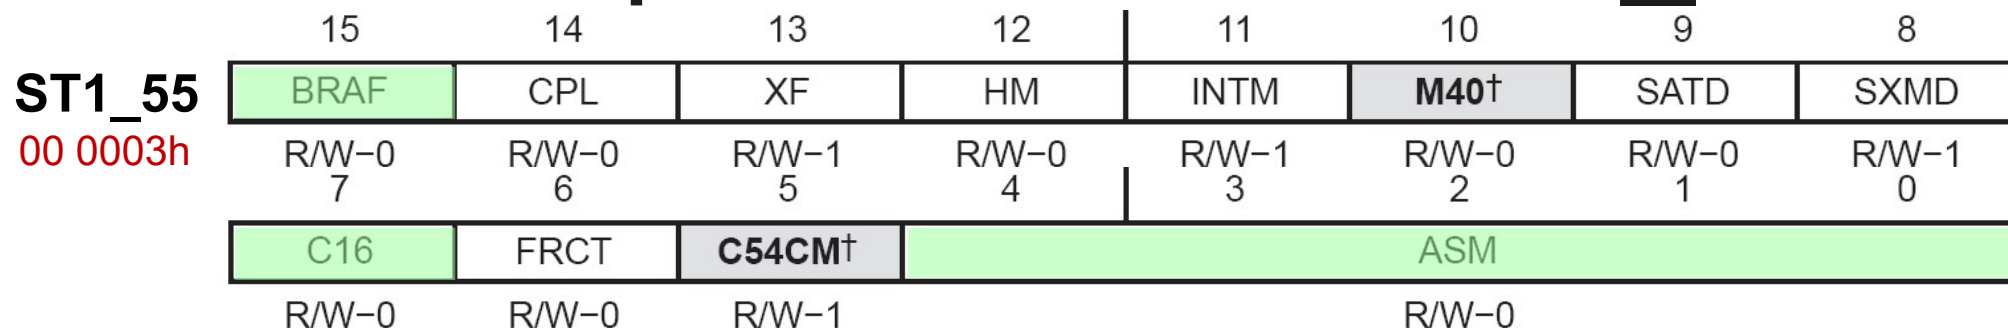 15 14 13 12 11 10 9 8
ST1_55 BRAF CPL XF HM INTM M40† SATD SXMD
00 0003h R/W−0 R/W−0 R/W−1 R/W−0 R/W−1 R/W−0 R/W−0 R/W−1
7 6 5 4 3 2 1 0
C16 FRCT C54CM† ASM
R/W−0 R/W−0 R/W−1 R/W−0